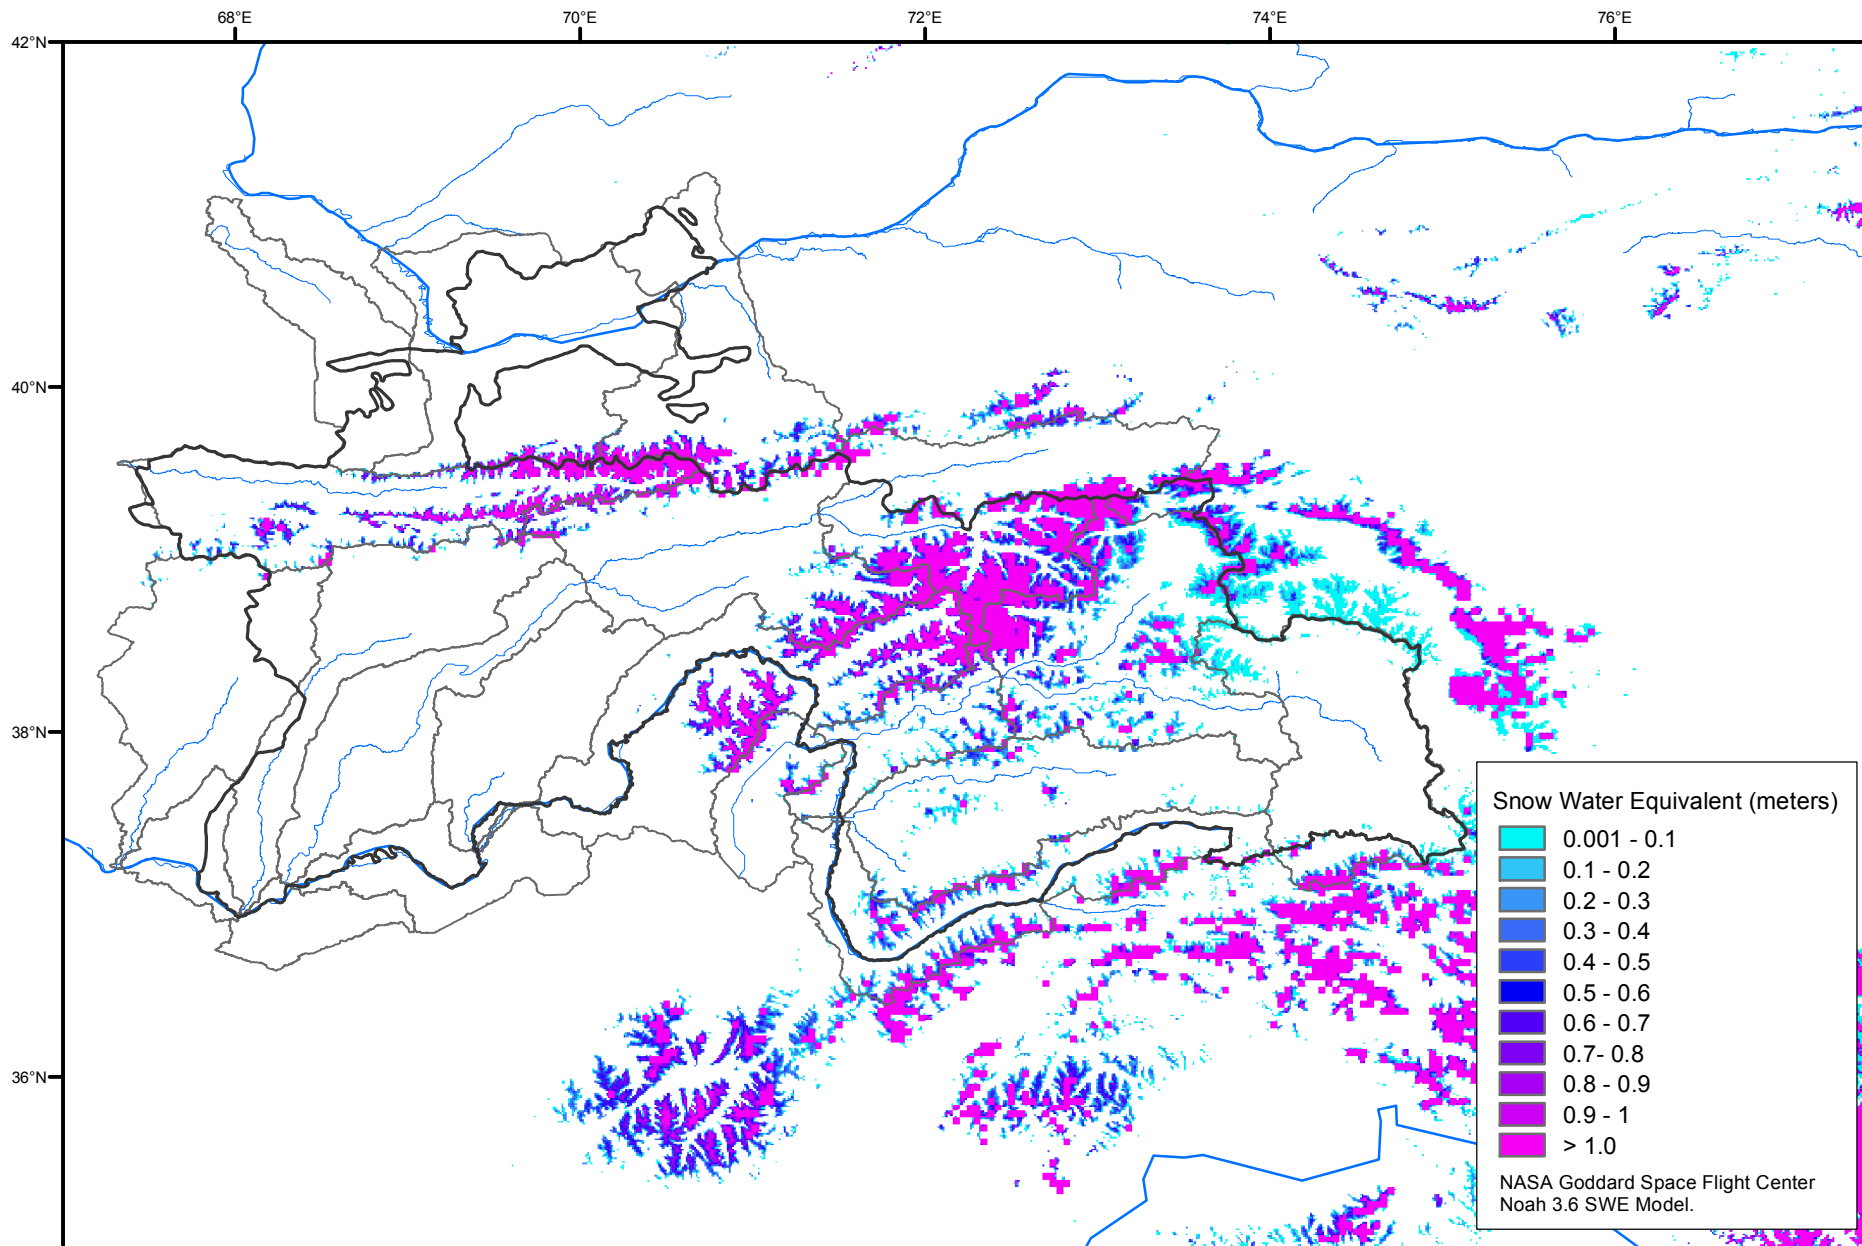 68°E 70°E 72°E 74°E 76°E
42°N
40°N
38°N
36°N
Snow Water Equivalent (meters)
0.001 - 0.1
0.1 - 0.2
0.2 - 0.3
0.3 - 0.4
0.4 - 0.5
0.5 - 0.6
0.6 - 0.7
0.7- 0.8
0.8 - 0.9
0.9 - 1
> 1.0
NASA Goddard Space Flight Center
Noah 3.6 SWE Model.